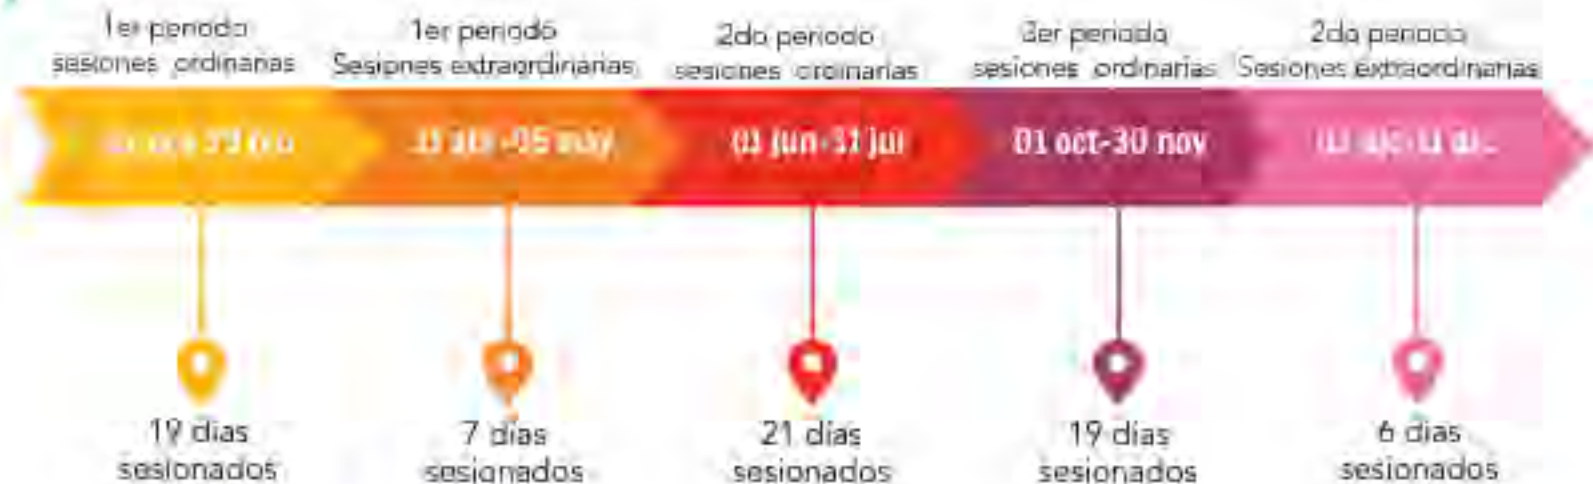 1er periodo
sesiones ordinarias
1er periodo
Sesiones extraordinarias
2do periodo
sesiones ordinarias
3er periodo
sesiones ordinarias
2do periodo
Sesiones extraordinarias
01 jun-31 jul
01 oct-30 nov
19 días
sesionados
7 días
sesionados
21 días
sesionados
19 días
sesionados
6 días
sesionados